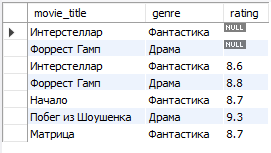 movie_title genre rating
Интерстеллар Фантастика NULL
Форрест Гамп Драма NULL
Интерстеллар Фантастика 8.6
Форрест Гамп Драма 8.8
Начало Фантастика 8.7
Побег из Шоушенка Драма 9.3
Матрица Фантастика 8.7